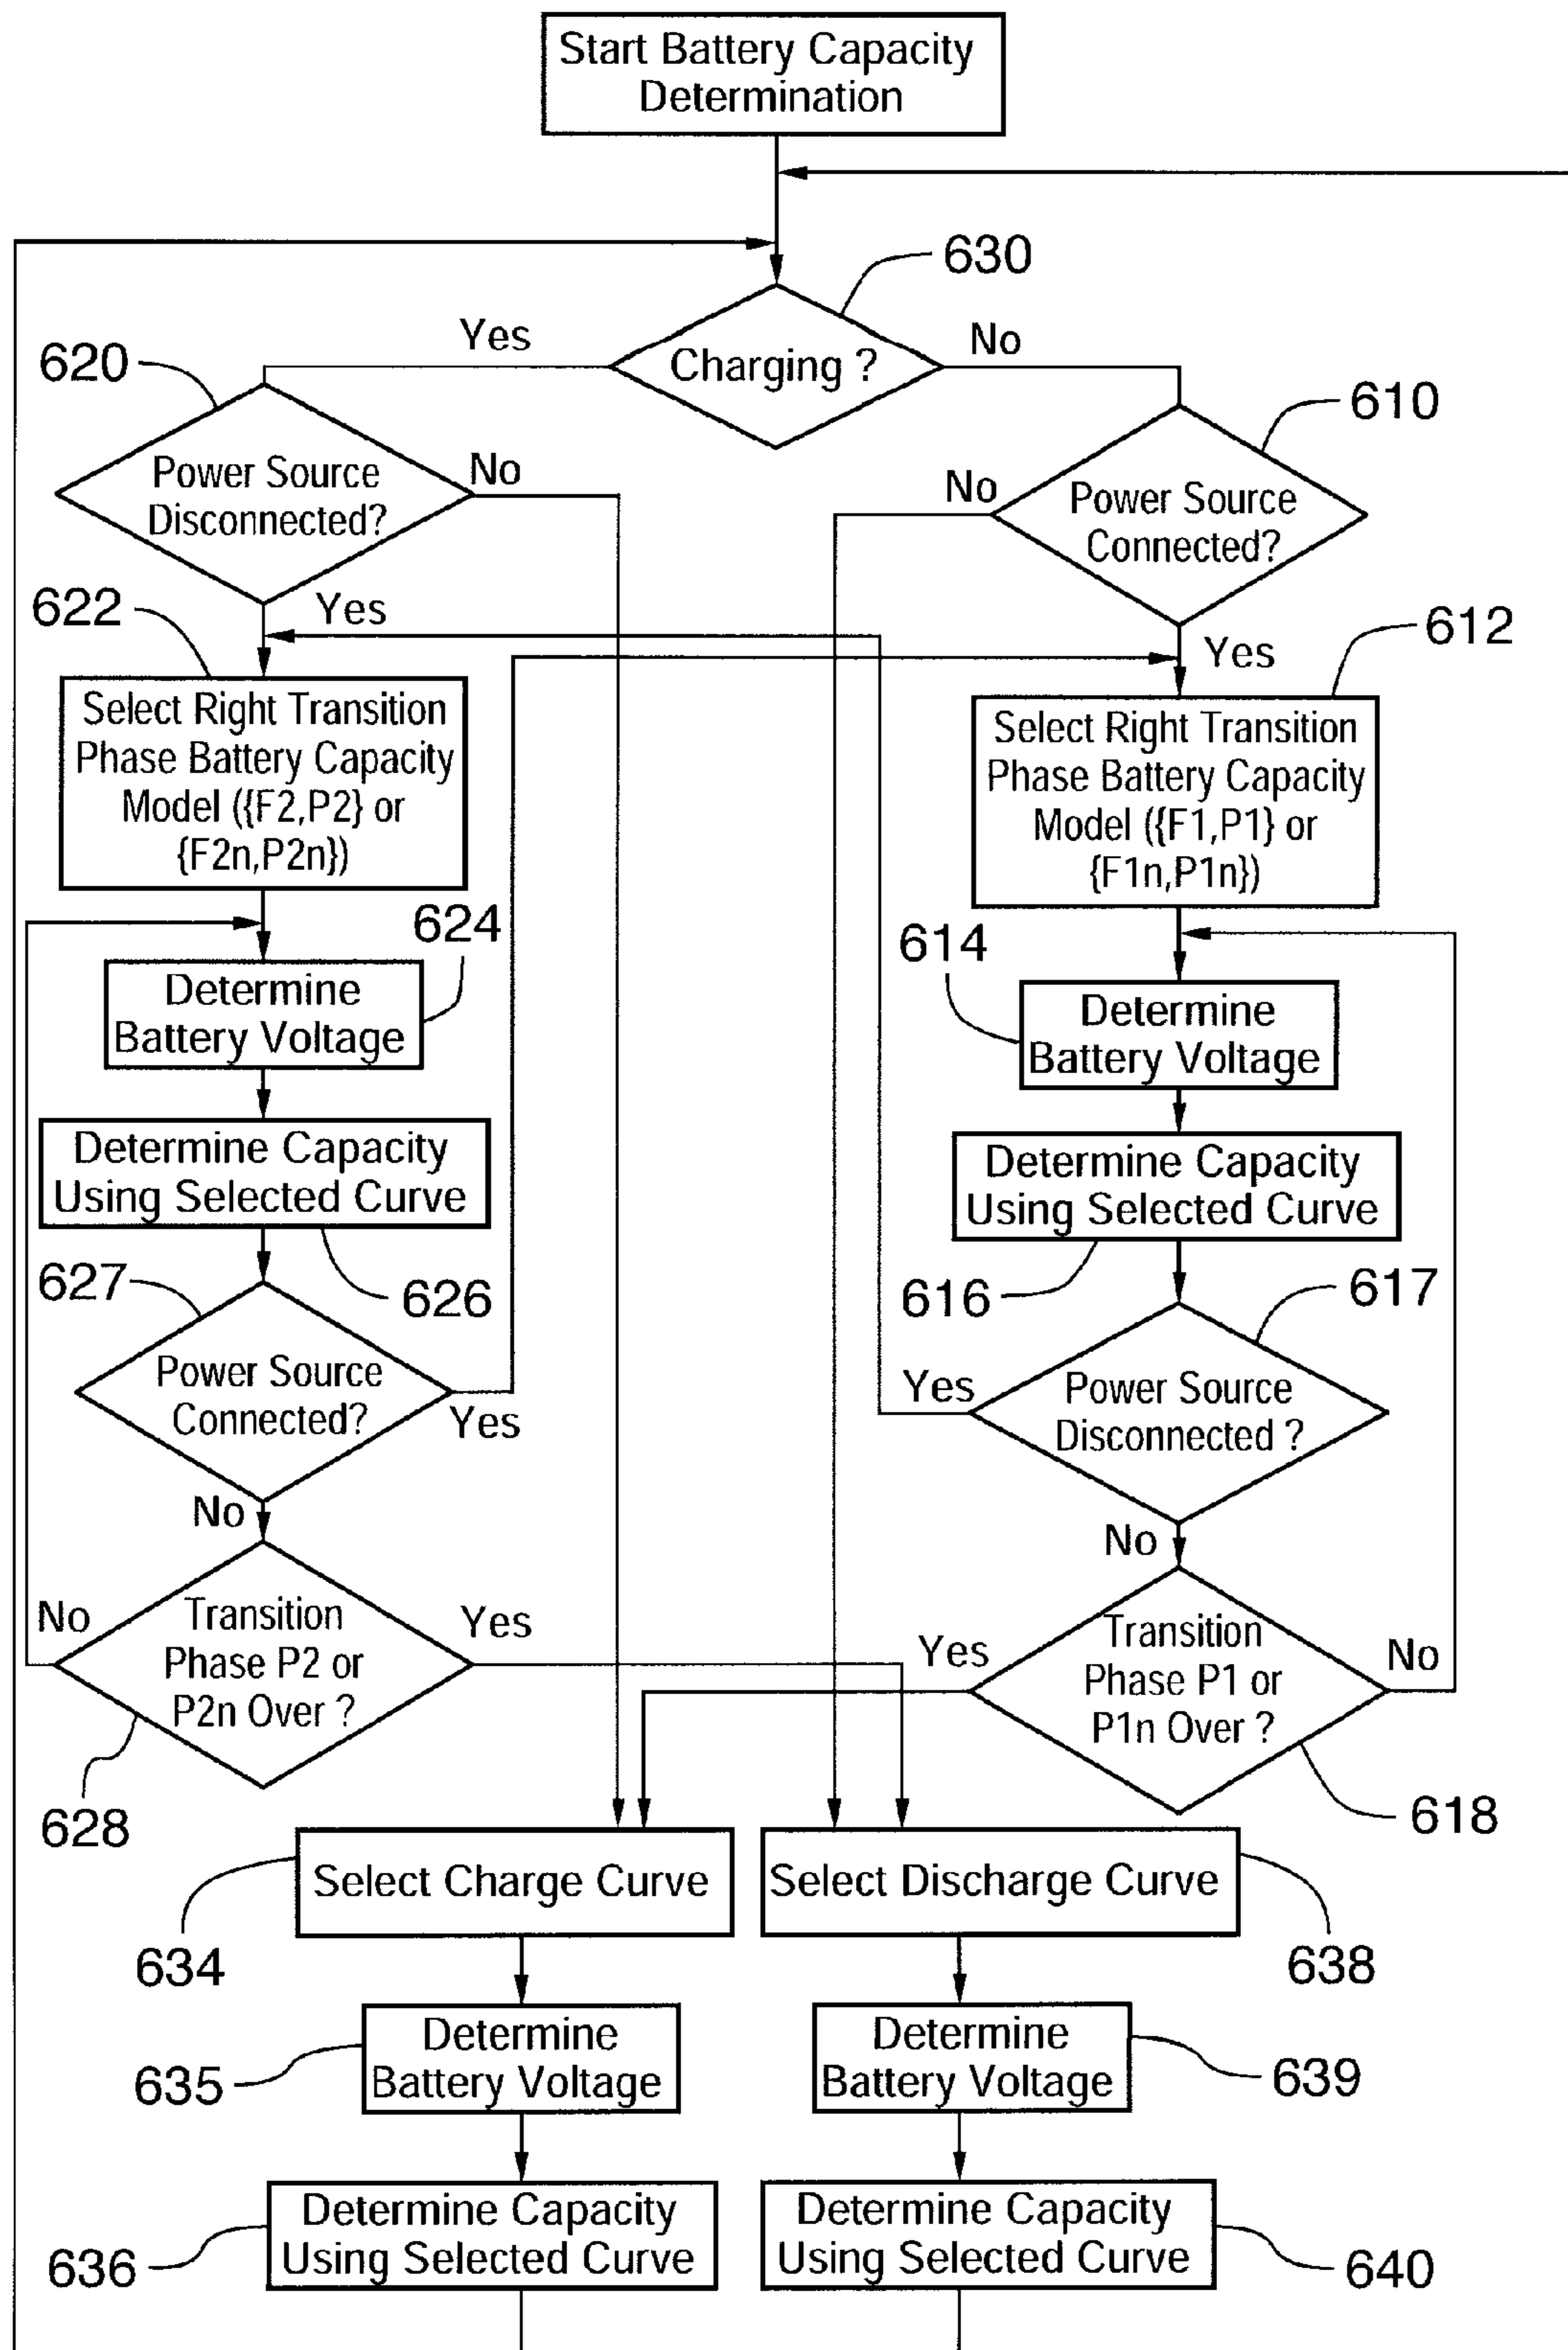 Start Battery Capacity
Determination
630
Yes
No
Charging ?
620
610
Power Source
Disconnected?
No
No
Power Source
Connected?
622
Yes
612
Yes
Select Right Transition
Phase Battery Capacity
Model ({F2,P2} or
{F2n,P2n})
Select Right Transition
Phase Battery Capacity
Model ({F1,P1} or
{F1n,P1n})
624
614
Determine
Battery Voltage
Determine
Battery Voltage
Determine Capacity
Using Selected Curve
Determine Capacity
Using Selected Curve
627
626
616
617
Power Source
Connected?
Yes
Yes
Power Source
Disconnected ?
No
No
No
Transition
Phase P2 or
P2n Over ?
Yes
Yes
Transition
Phase P1 or
P1n Over ?
No
628
618
Select Charge Curve
Select Discharge Curve
634
638
Determine
Battery Voltage
Determine
Battery Voltage
635
639
Determine Capacity
Using Selected Curve
Determine Capacity
Using Selected Curve
636
640